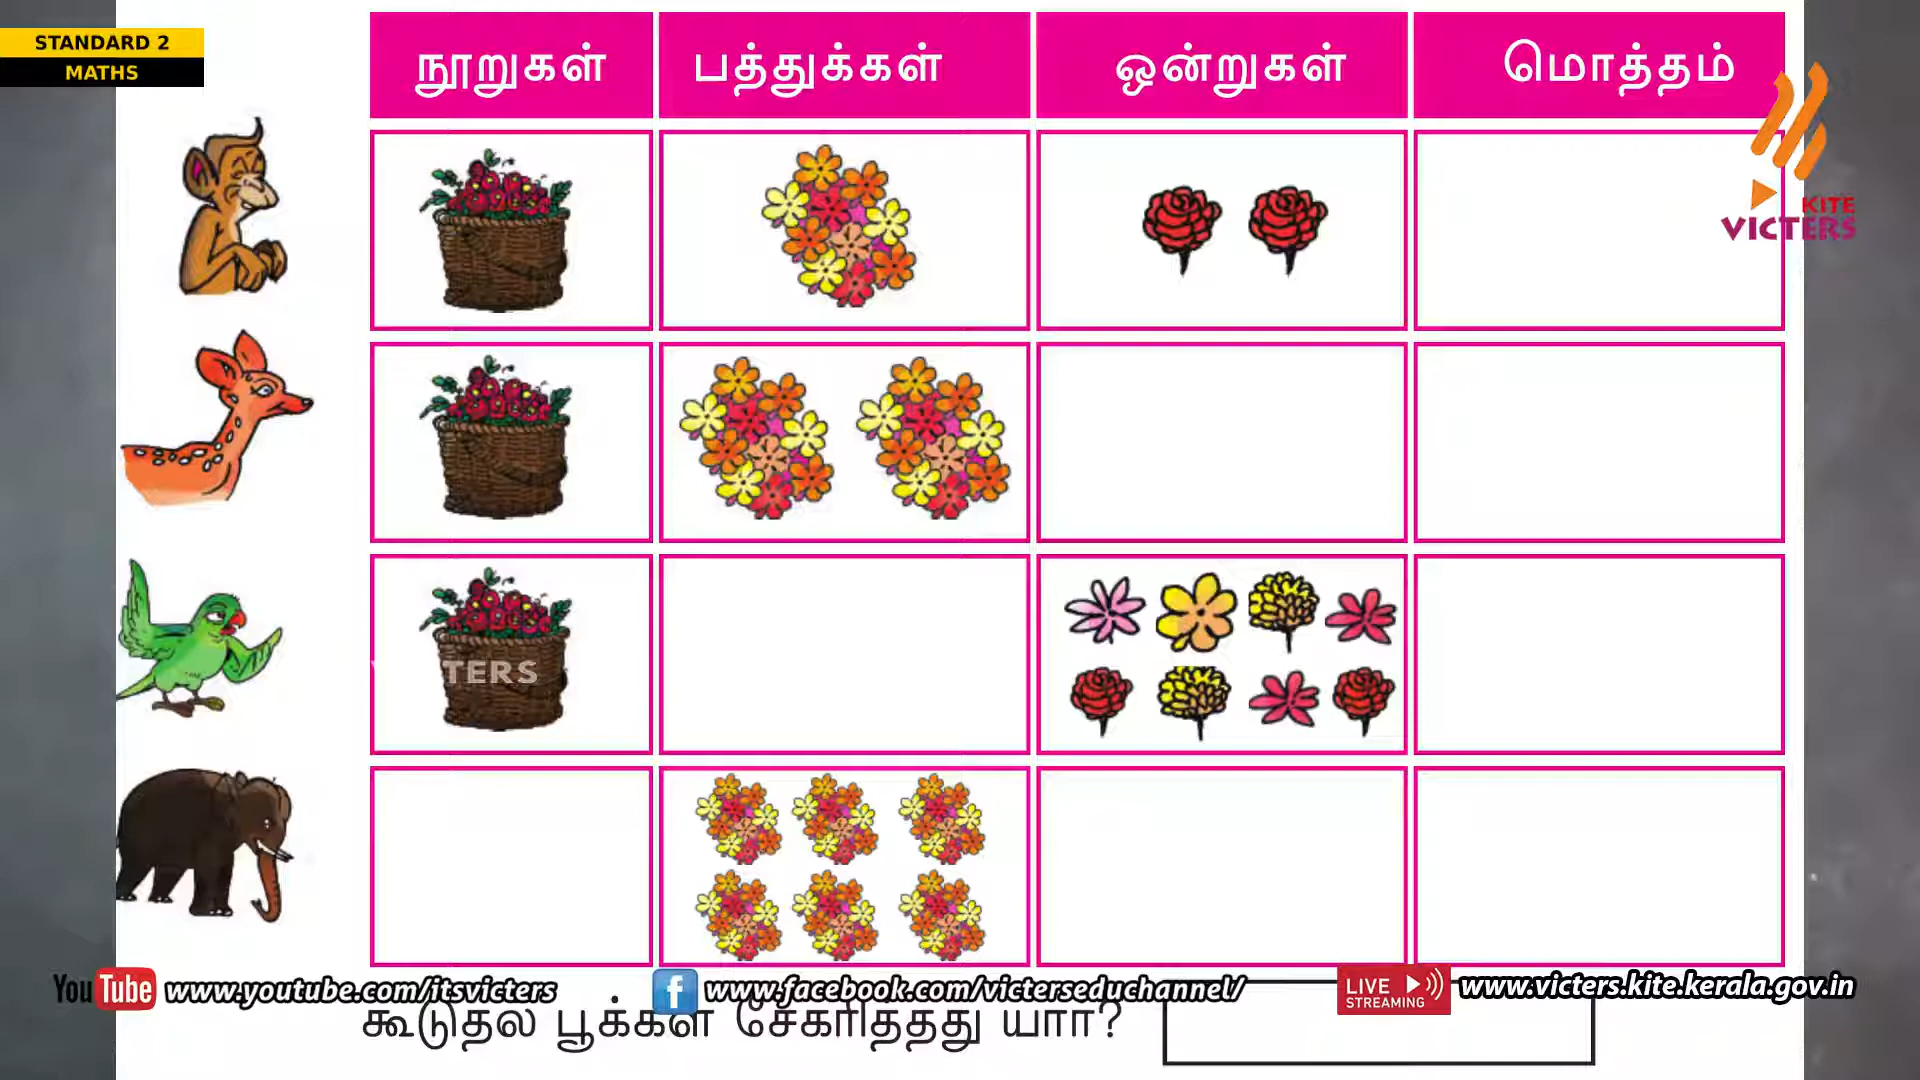 STANDARD 2
MATHS
நூறுகள் பத்துக்கள் ஒன்றுகள் மொத்தம்
KITE
VICTERS
TERS
YouTube www.youtube.com/itsvicters www.facebook.com/victerseduchannel/ LIVE STREAMING www.victers.kite.kerala.gov.in
கூடுதல் பூக்கள் சேகரித்தது யார்?